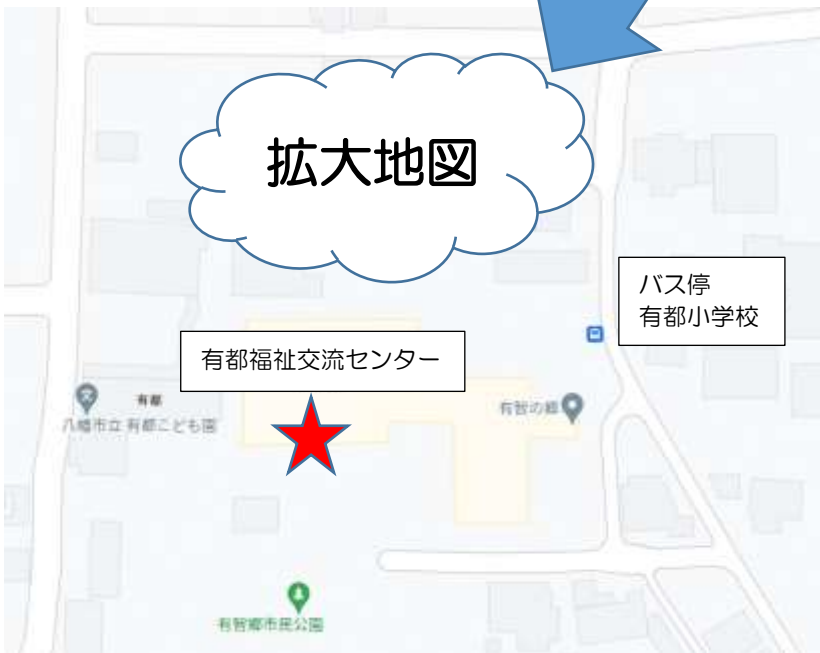 拡大地図
バス停
有都小学校
有都福祉交流センター
有都
八幡市立 有都こども園
有智の郷
有智郷市民公園